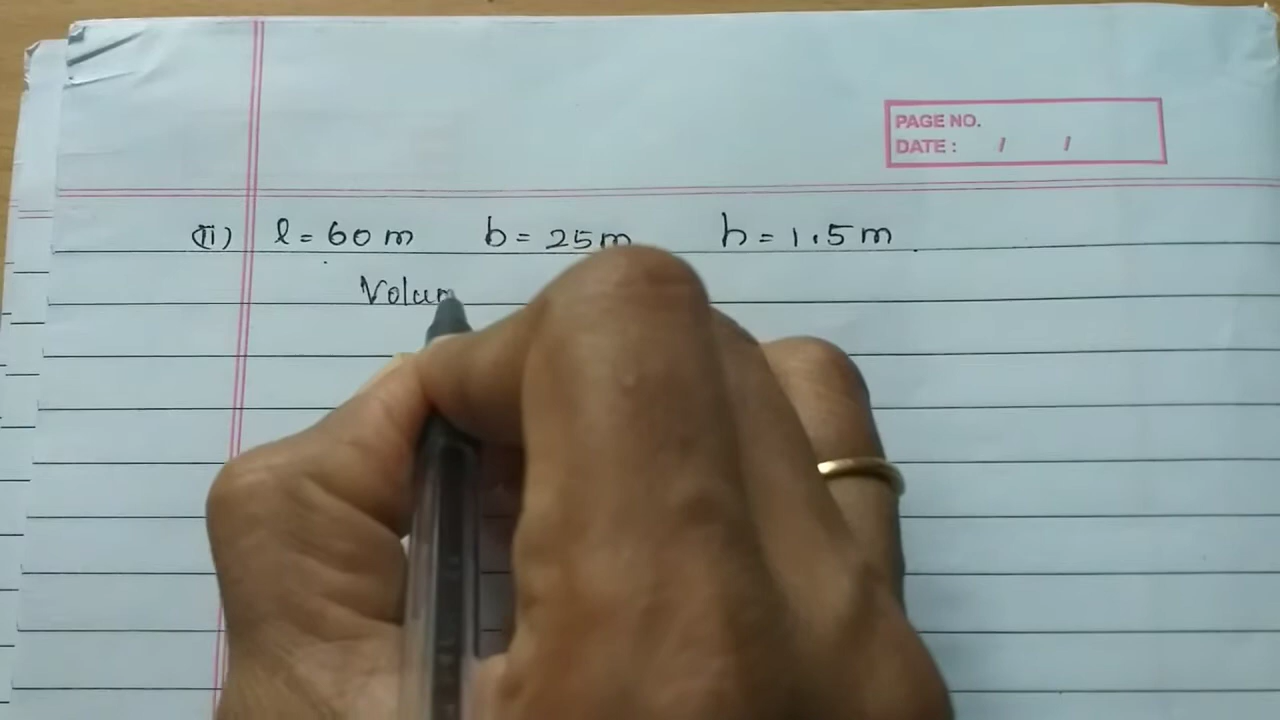 PAGE NO.
DATE : / /
(ii) l = 60 m b = 25 m h = 1.5 m
Volum